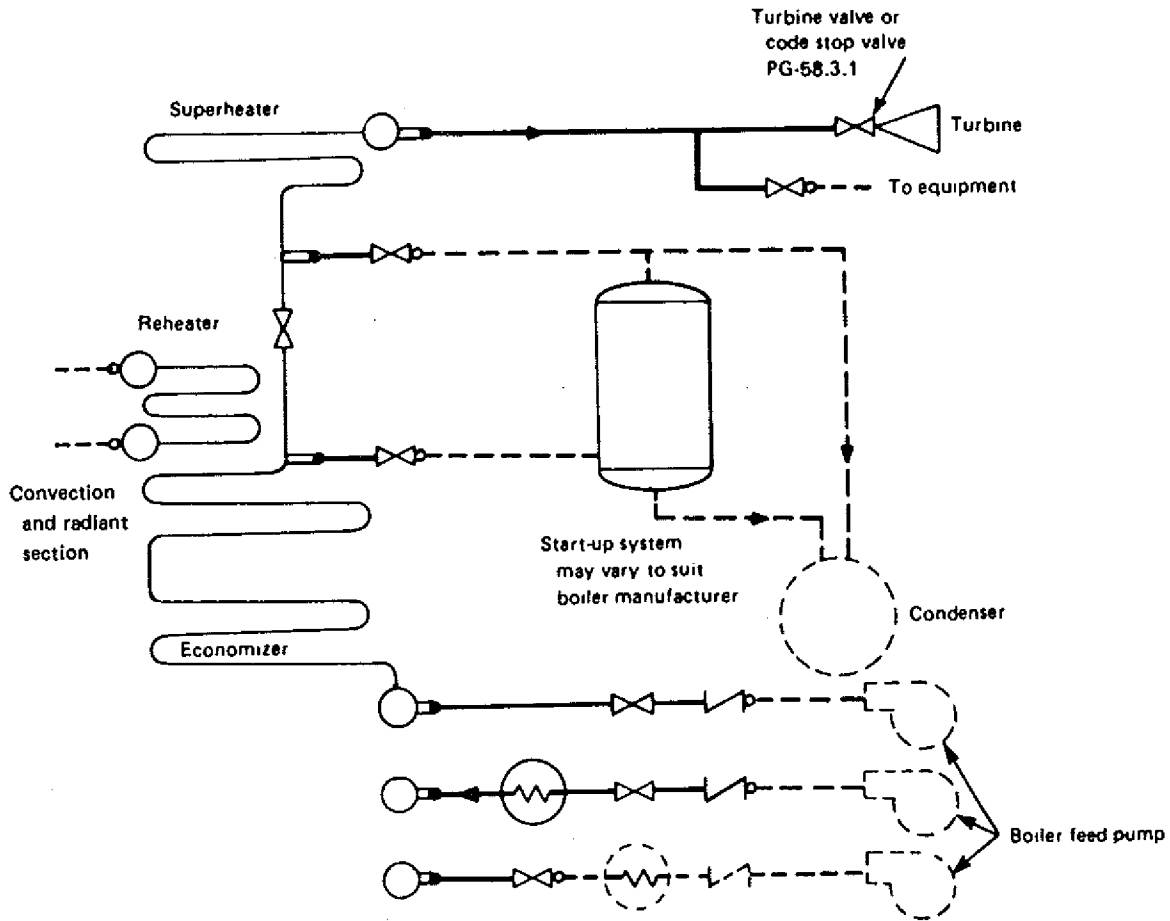 Turbine valve or
code stop valve
PG-58.3.1
Superheater
Turbine
To equipment
Reheater
Convection
and radiant
section
Start-up system
may vary to suit
boiler manufacturer
Condenser
Economizer
Boiler feed pump